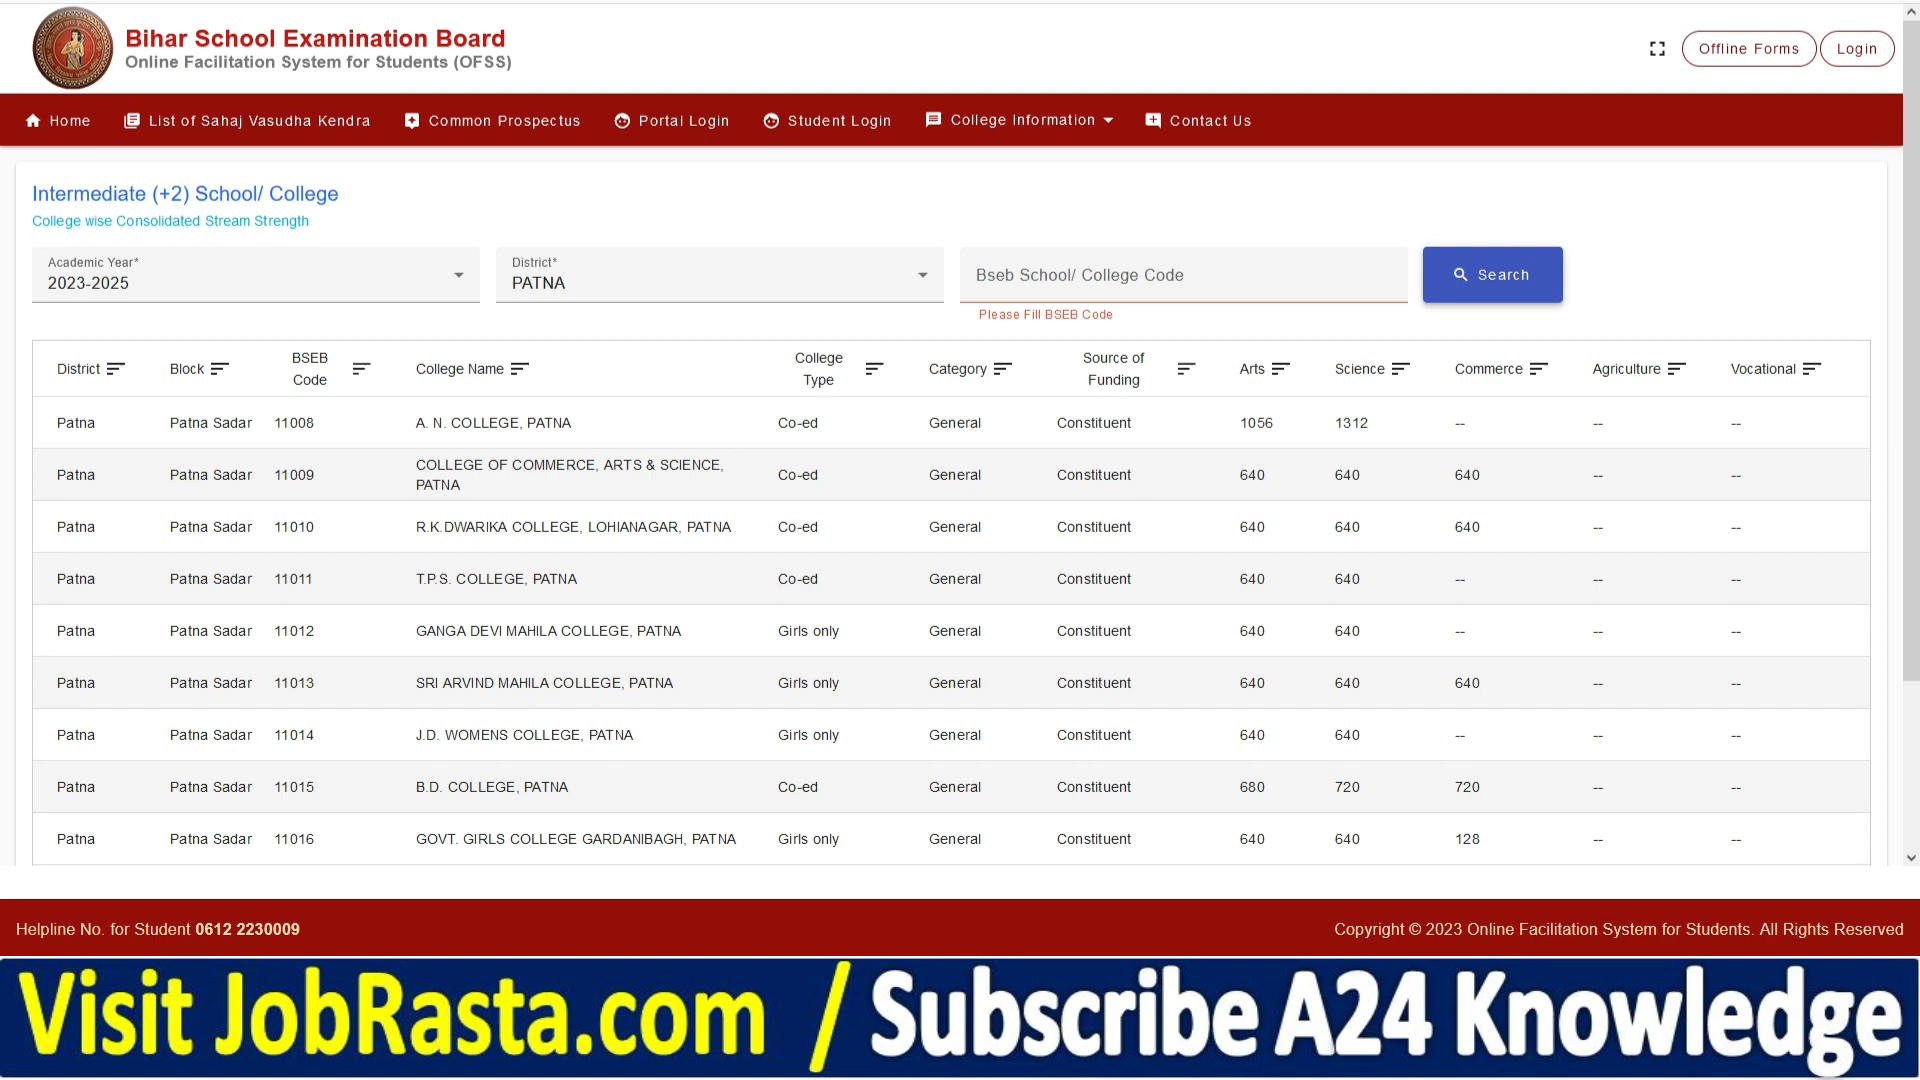 Bihar School Examination Board
Online Facilitation System for Students (OFSS)
Offline Forms
Login
Home
List of Sahaj Vasudha Kendra
Common Prospectus
Portal Login
Student Login
College Information
Contact Us
Intermediate (+2) School/ College
College wise Consolidated Stream Strength
Academic Year*
2023-2025
District*
PATNA
Bseb School/ College Code
Please Fill BSEB Code
Search
District Block BSEB Code College Name College Type Category Source of Funding Arts Science Commerce Agriculture Vocational
Patna Patna Sadar 11008 A. N. COLLEGE, PATNA Co-ed General Constituent 1056 1312 -- -- --
Patna Patna Sadar 11009 COLLEGE OF COMMERCE, ARTS & SCIENCE, PATNA Co-ed General Constituent 640 640 640 -- --
Patna Patna Sadar 11010 R.K.DWARIKA COLLEGE, LOHIANAGAR, PATNA Co-ed General Constituent 640 640 640 -- --
Patna Patna Sadar 11011 T.P.S. COLLEGE, PATNA Co-ed General Constituent 640 640 -- -- --
Patna Patna Sadar 11012 GANGA DEVI MAHILA COLLEGE, PATNA Girls only General Constituent 640 640 -- -- --
Patna Patna Sadar 11013 SRI ARVIND MAHILA COLLEGE, PATNA Girls only General Constituent 640 640 640 -- --
Patna Patna Sadar 11014 J.D. WOMENS COLLEGE, PATNA Girls only General Constituent 640 640 -- -- --
Patna Patna Sadar 11015 B.D. COLLEGE, PATNA Co-ed General Constituent 680 720 720 -- --
Patna Patna Sadar 11016 GOVT. GIRLS COLLEGE GARDANIBAGH, PATNA Girls only General Constituent 640 640 128 -- --
Helpline No. for Student 0612 2230009
Copyright © 2023 Online Facilitation System for Students. All Rights Reserved
Visit JobRasta.com / Subscribe A24 Knowledge